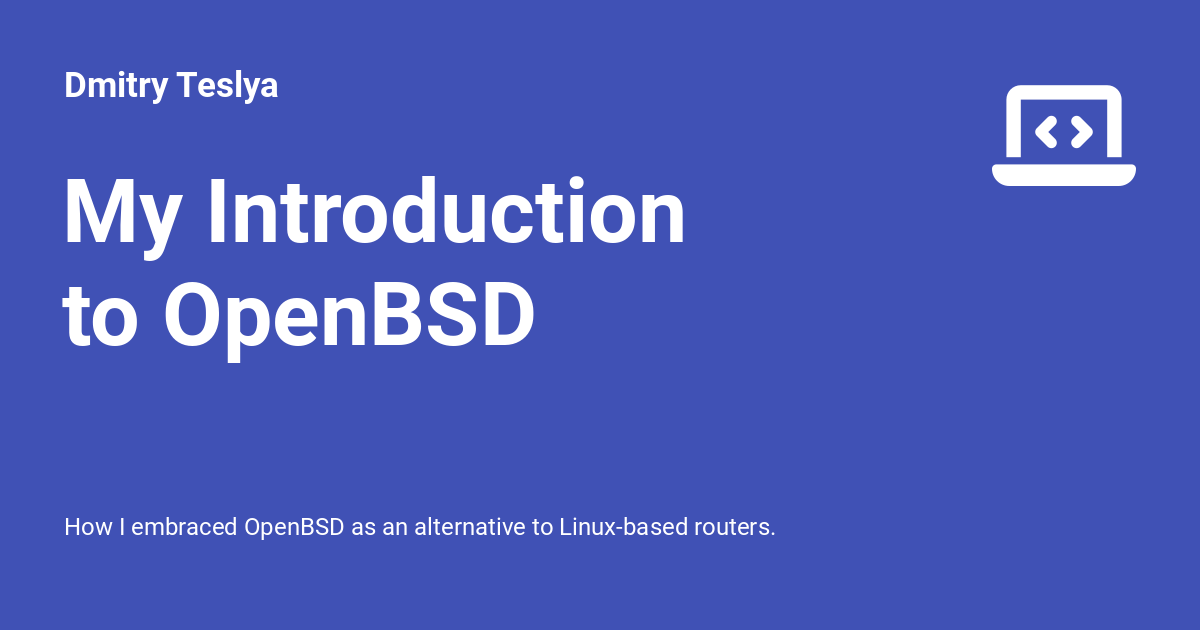 Dmitry Teslya
My Introduction
to OpenBSD
How I embraced OpenBSD as an alternative to Linux-based routers.